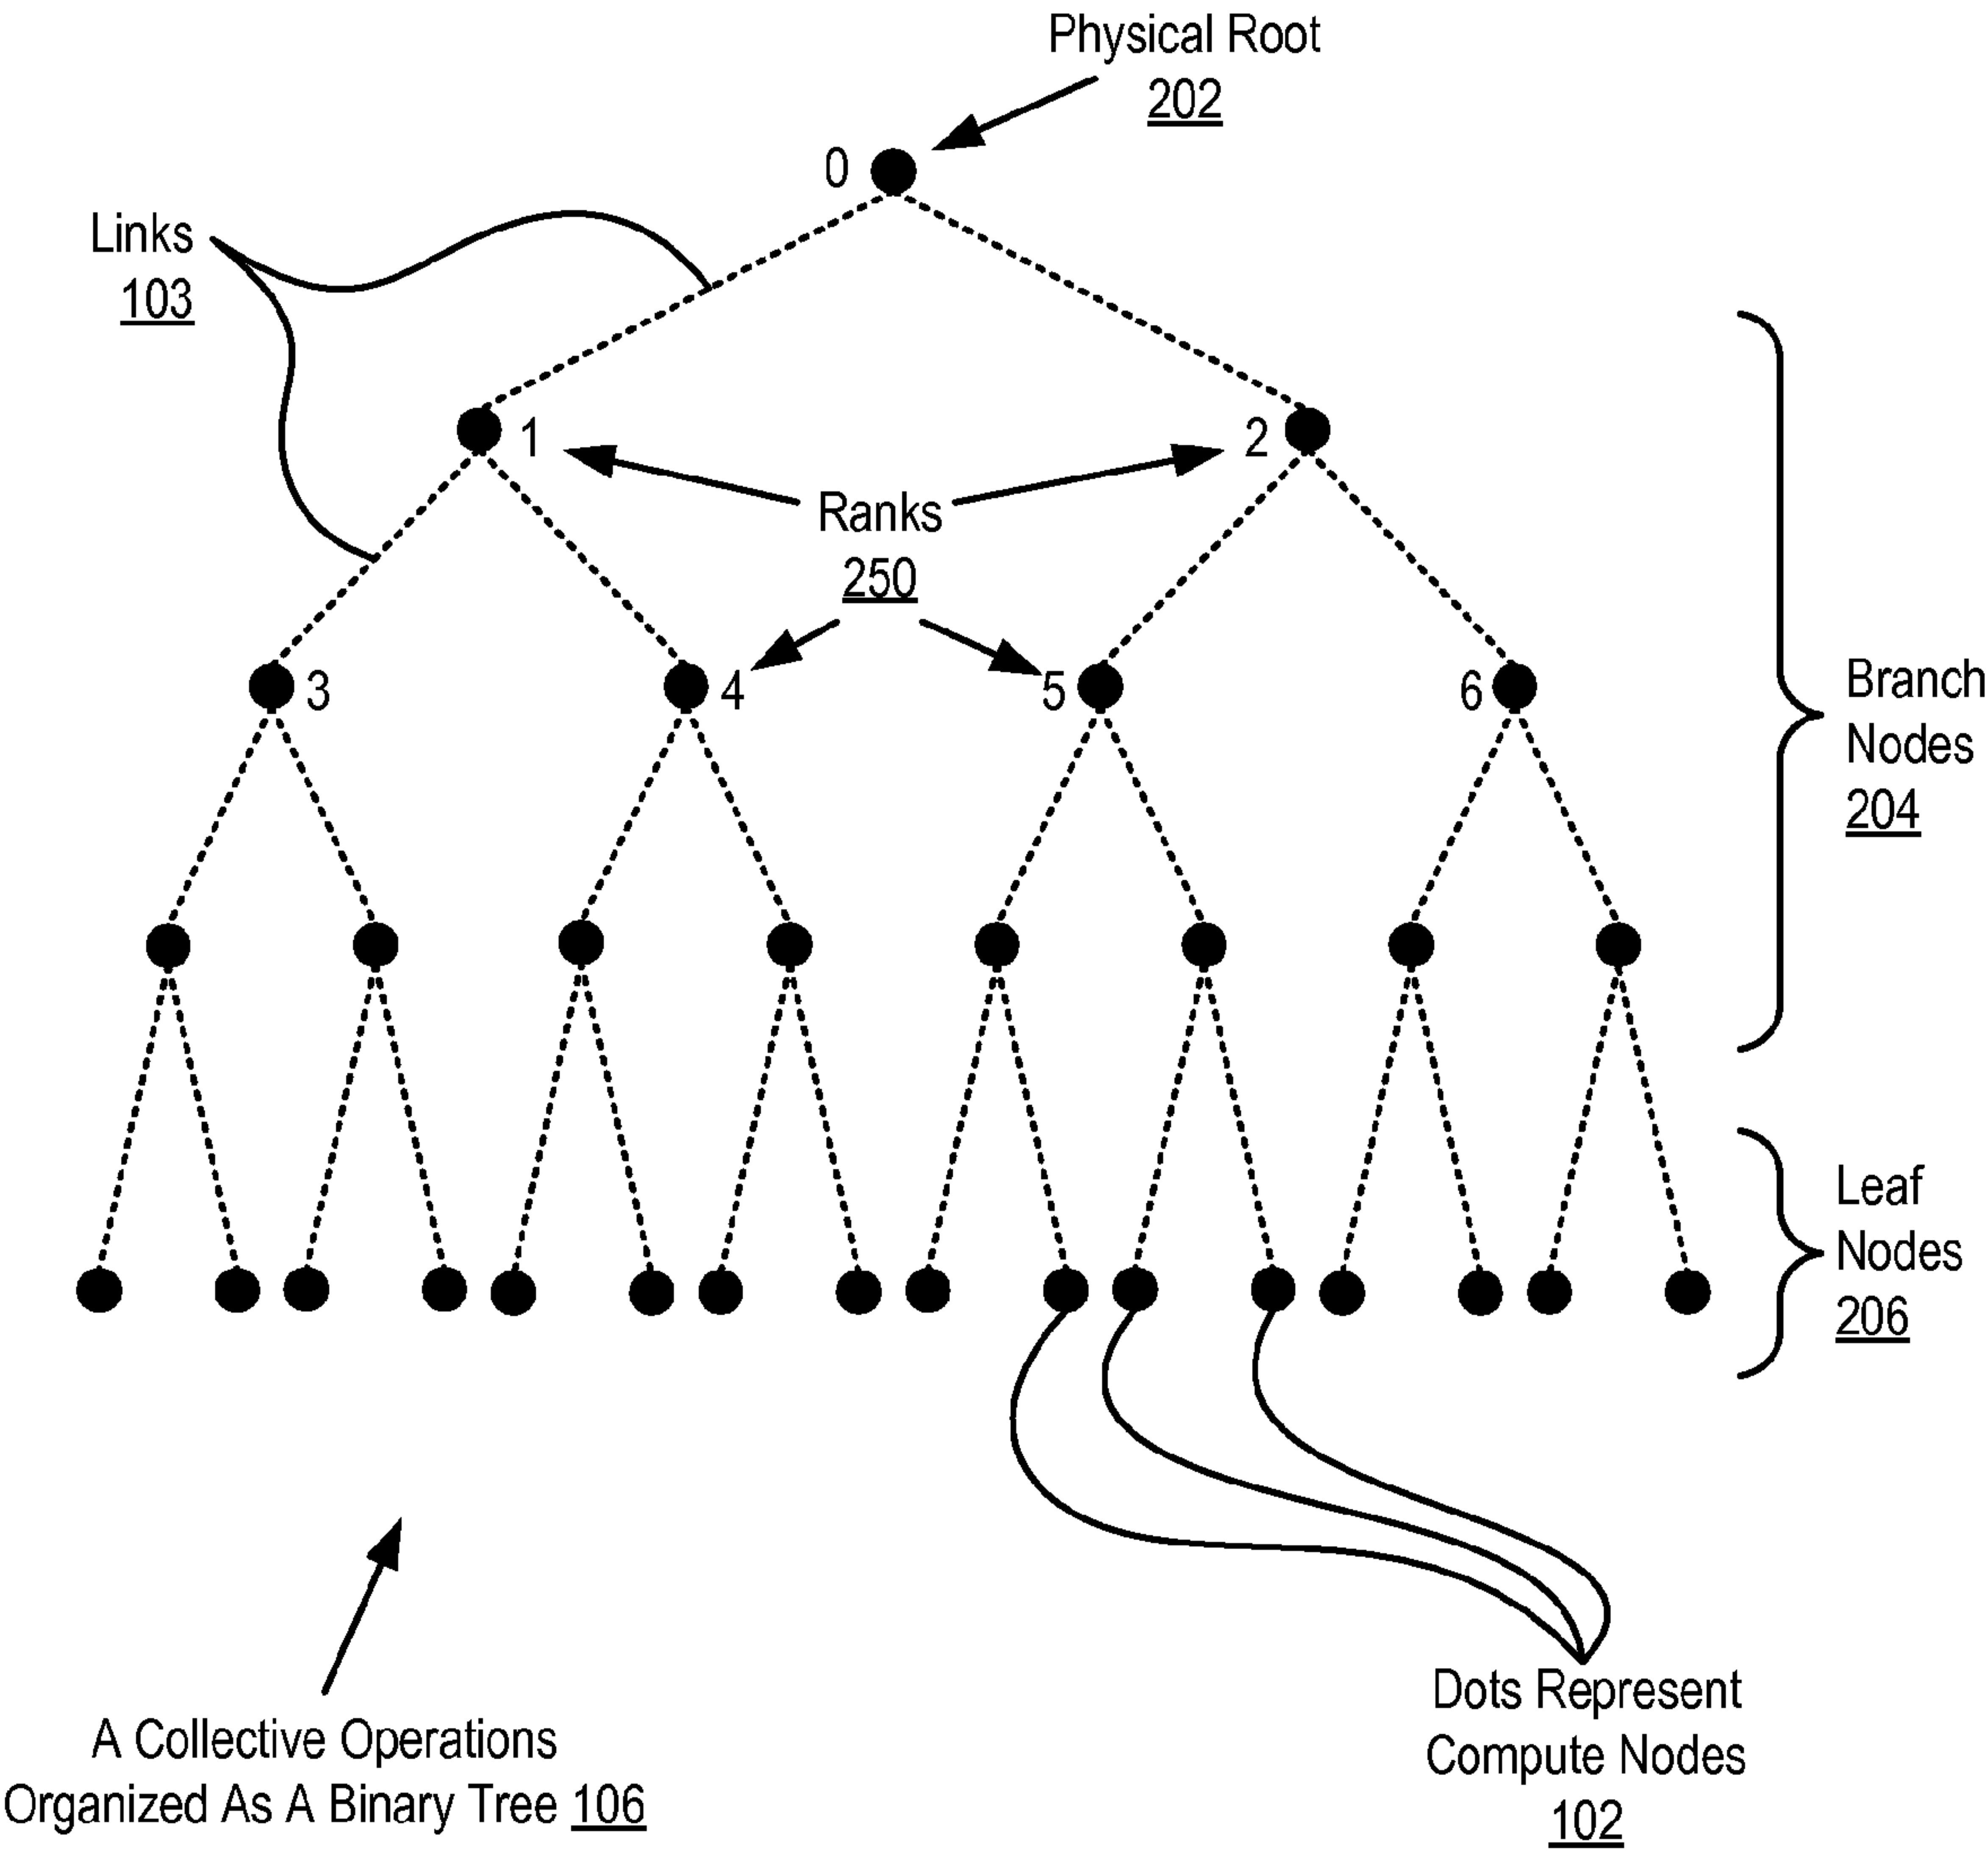 Physical Root
202
0
Links
103
1
2
Ranks
250
3
4
5
6
Branch
Nodes
204
Leaf
Nodes
206
A Collective Operations
Organized As A Binary Tree 106
Dots Represent
Compute Nodes
102